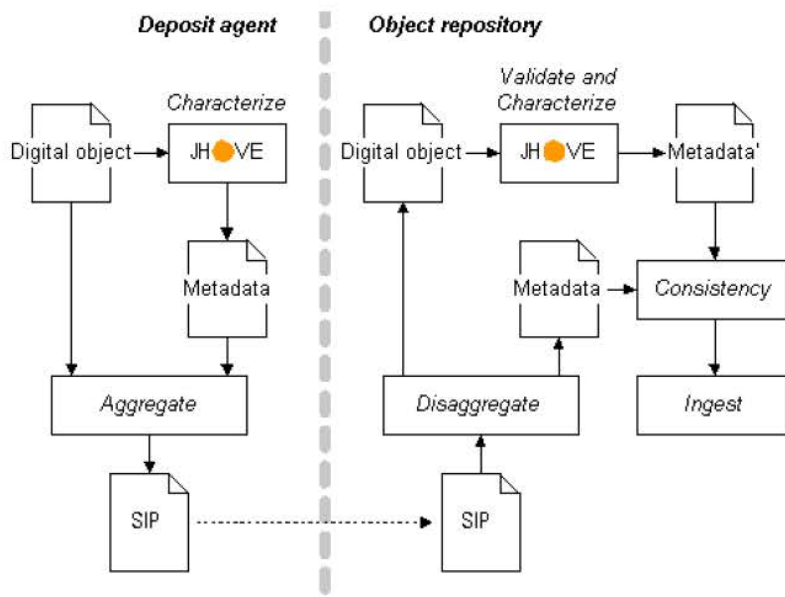 Deposit agent
Object repository
Characterize
Validate and
Characterize
Digital object
JHOVE
Digital object
JHOVE
Metadata'
Metadata
Metadata
Consistency
Aggregate
Disaggregate
Ingest
SIP
SIP